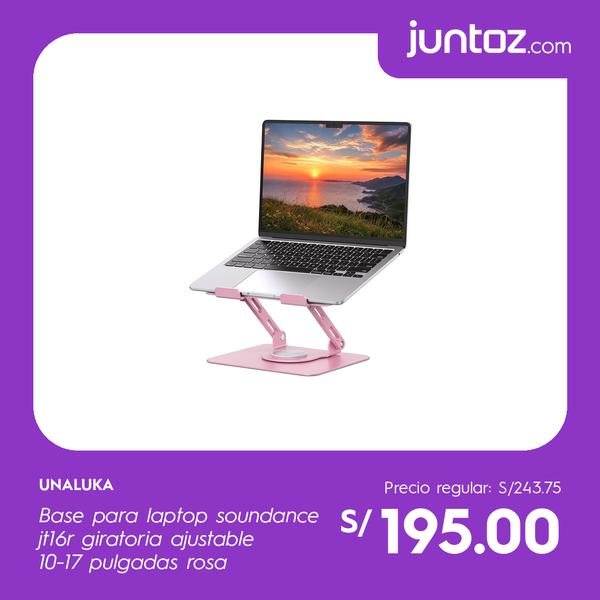 juntoz.com
UNALUKA
Base para laptop soundance
jt16r giratoria ajustable
10-17 pulgadas rosa
Precio regular: S/243.75
S/195.00